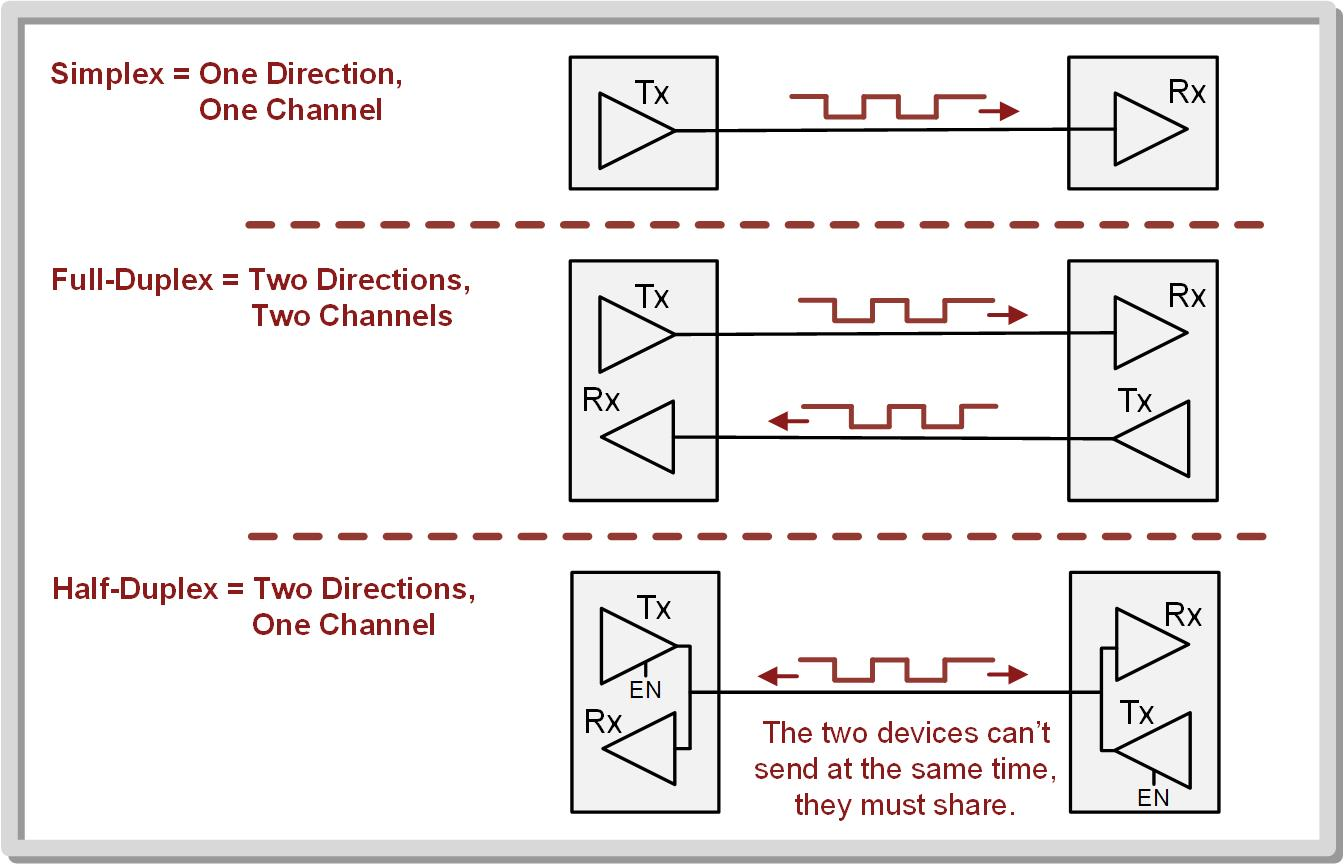 Simplex = One Direction,
One Channel
Tx
Rx
Full-Duplex = Two Directions,
Two Channels
Tx
Rx
Rx
Tx
Half-Duplex = Two Directions,
One Channel
Tx
EN
Rx
Rx
Tx
EN
The two devices can't
send at the same time,
they must share.